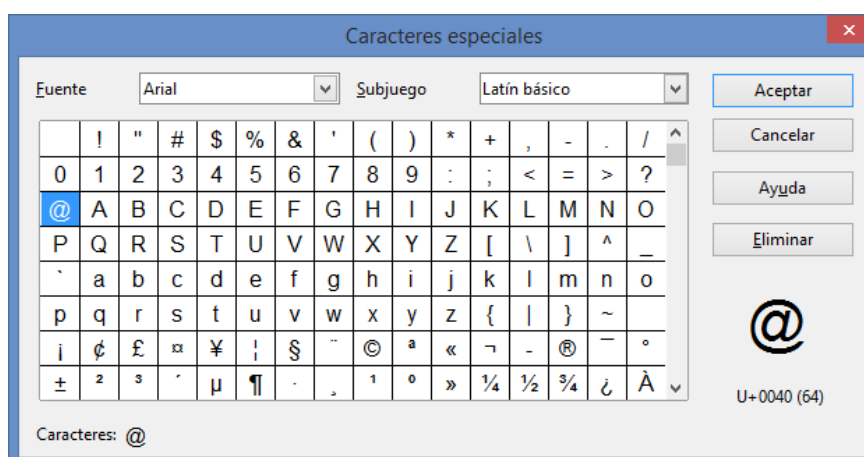 Caracteres especiales
Fuente Arial Subjuego Latín básico Aceptar
! " # $ % & ' ( ) * + , - . / Cancelar
0 1 2 3 4 5 6 7 8 9 : ; < = > ? Ayuda
@ A B C D E F G H I J K L M N O
P Q R S T U V W X Y Z [ \ ] ^ _ Eliminar
` a b c d e f g h i j k l m n o
p q r s t u v w x y z { | } ~
¡ ¢ £ ¤ ¥ ¦ § ¨ © ª « ¬ - ® ¯ ° @
± ² ³ ´ µ ¶ · ¸ ¹ º » ¼ ½ ¾ ¿ À
U+0040 (64)
Caracteres: @